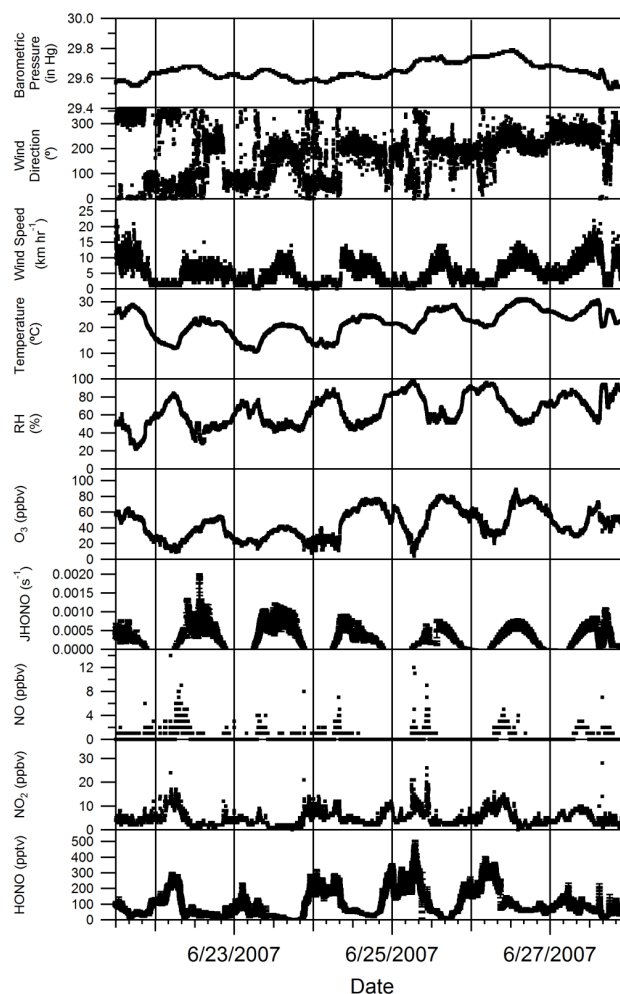 Barometric
Pressure
(in Hg)
30.0
29.8
29.6
29.4
Wind
Direction
(º)
300
200
100
0
Wind Speed
(km hr⁻¹)
25
20
15
10
5
0
Temperature
(ºC)
30
20
10
RH
(%)
100
80
60
40
20
0
O₃ (ppbv)
100
80
60
40
20
0
JHONO (s⁻¹)
0.0020
0.0015
0.0010
0.0005
0.0000
NO (ppbv)
12
8
4
0
NO₂ (ppbv)
30
20
10
0
HONO (pptv)
500
400
300
200
100
0
6/23/2007 6/25/2007 6/27/2007
Date